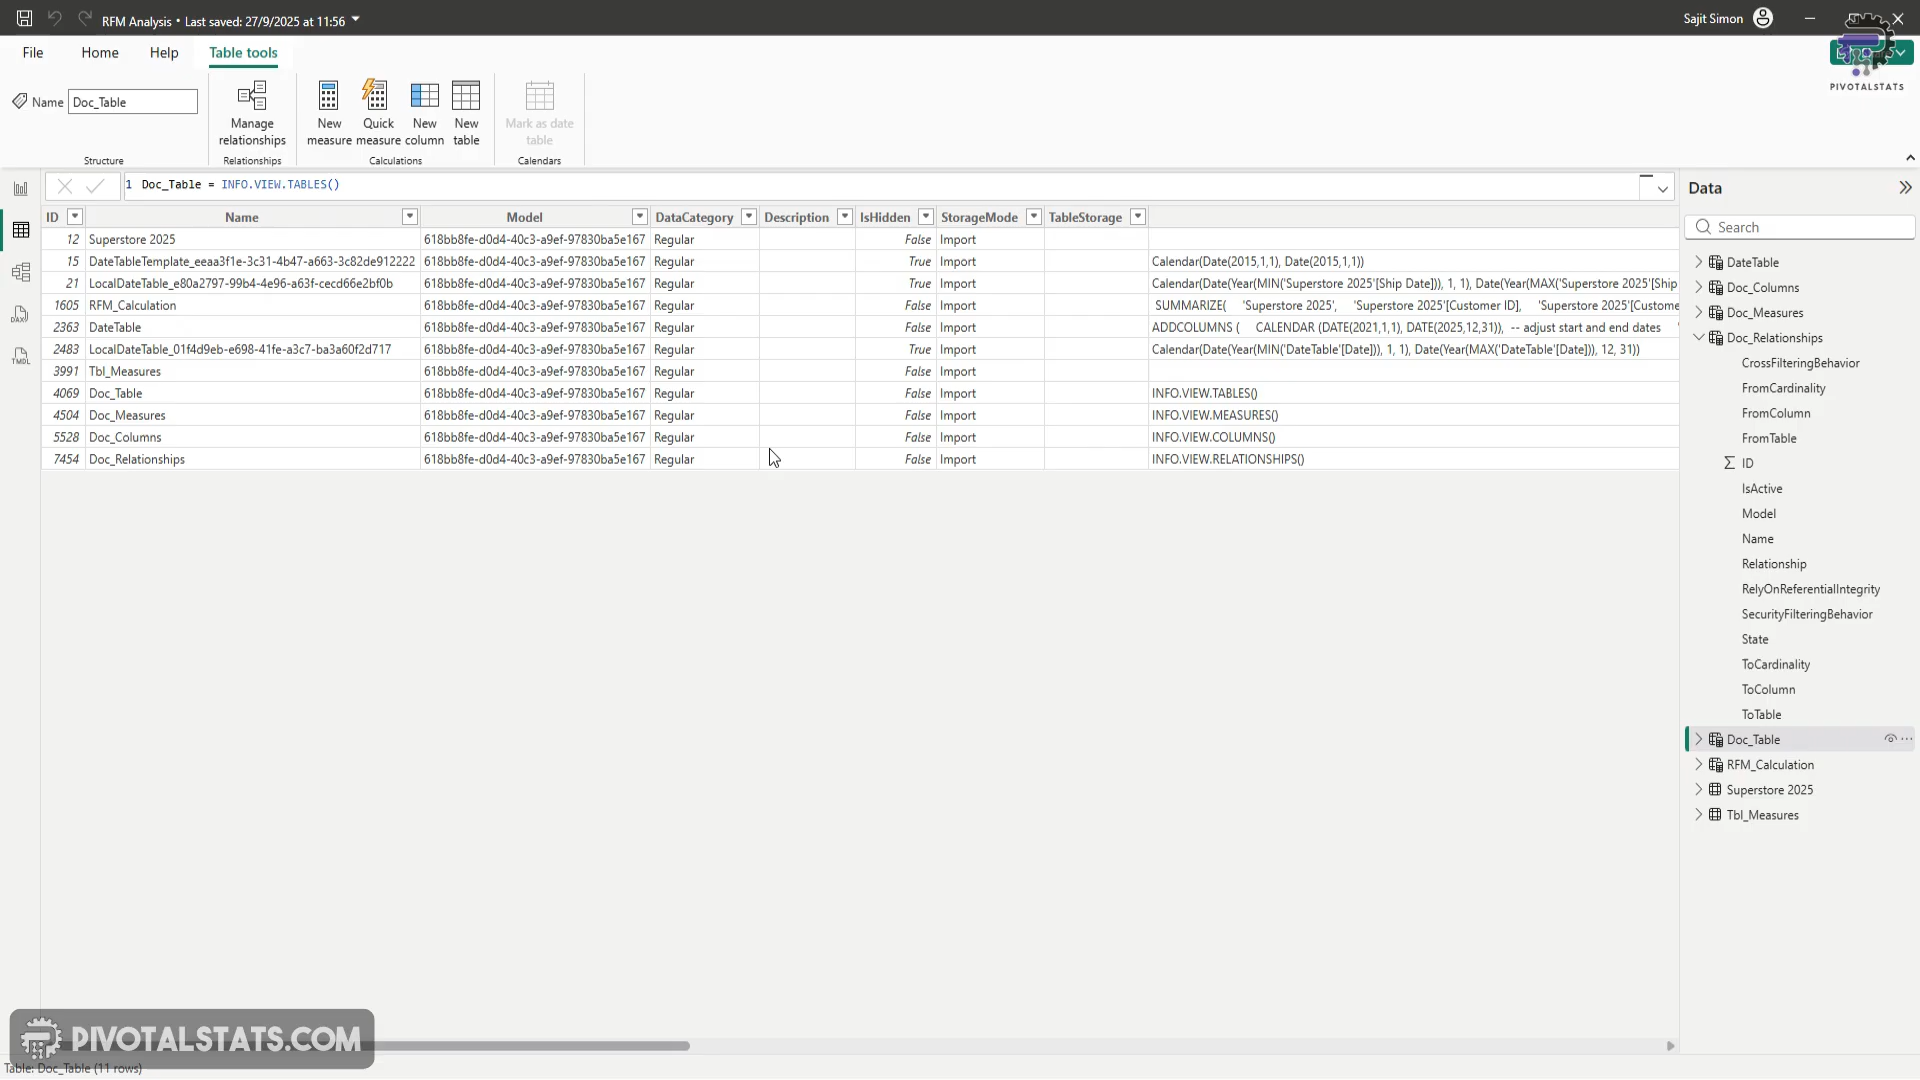 RFM Analysis • Last saved: 27/9/2025 at 11:56
Sajit Simon
File Home Help Table tools
PIVOTALSTATS
Name Doc_Table
Manage relationships
New measure
Quick measure
New column
New table
Mark as date table
Structure Relationships Calculations Calendars
1 Doc_Table = INFO.VIEW.TABLES()
ID Name Model DataCategory Description IsHidden StorageMode TableStorage
12 Superstore 2025 618bb8fe-d0d4-40c3-a9ef-97830ba5e167 Regular False Import
15 DateTableTemplate_eeaa3f1e-3c31-4b47-a663-3c82de912222 618bb8fe-d0d4-40c3-a9ef-97830ba5e167 Regular True Import Calendar(Date(2015,1,1), Date(2015,1,1))
21 LocalDateTable_e80a2797-99b4-4e96-a63f-cecd66e2bf0b 618bb8fe-d0d4-40c3-a9ef-97830ba5e167 Regular True Import Calendar(Date(Year(MIN('Superstore 2025'[Ship Date])), 1, 1), Date(Year(MAX('Superstore 2025'[Ship
1605 RFM_Calculation 618bb8fe-d0d4-40c3-a9ef-97830ba5e167 Regular False Import SUMMARIZE( 'Superstore 2025', 'Superstore 2025'[Customer ID], 'Superstore 2025'[Custome
2363 DateTable 618bb8fe-d0d4-40c3-a9ef-97830ba5e167 Regular False Import ADDCOLUMNS ( CALENDAR (DATE(2021,1,1), DATE(2025,12,31)), -- adjust start and end dates
2483 LocalDateTable_01f4d9eb-e698-41fe-a3c7-ba3a60f2d717 618bb8fe-d0d4-40c3-a9ef-97830ba5e167 Regular True Import Calendar(Date(Year(MIN('DateTable'[Date])), 1, 1), Date(Year(MAX('DateTable'[Date])), 12, 31))
3991 Tbl_Measures 618bb8fe-d0d4-40c3-a9ef-97830ba5e167 Regular False Import
4069 Doc_Table 618bb8fe-d0d4-40c3-a9ef-97830ba5e167 Regular False Import INFO.VIEW.TABLES()
4504 Doc_Measures 618bb8fe-d0d4-40c3-a9ef-97830ba5e167 Regular False Import INFO.VIEW.MEASURES()
5528 Doc_Columns 618bb8fe-d0d4-40c3-a9ef-97830ba5e167 Regular False Import INFO.VIEW.COLUMNS()
7454 Doc_Relationships 618bb8fe-d0d4-40c3-a9ef-97830ba5e167 Regular False Import INFO.VIEW.RELATIONSHIPS()
Data
Search
DateTable
Doc_Columns
Doc_Measures
Doc_Relationships
CrossFilteringBehavior
FromCardinality
FromColumn
FromTable
ID
IsActive
Model
Name
Relationship
RelyOnReferentialIntegrity
SecurityFilteringBehavior
State
ToCardinality
ToColumn
ToTable
Doc_Table
RFM_Calculation
Superstore 2025
Tbl_Measures
DAX
TMDL
PIVOTALSTATS.COM
Table: Doc_Table (11 rows)